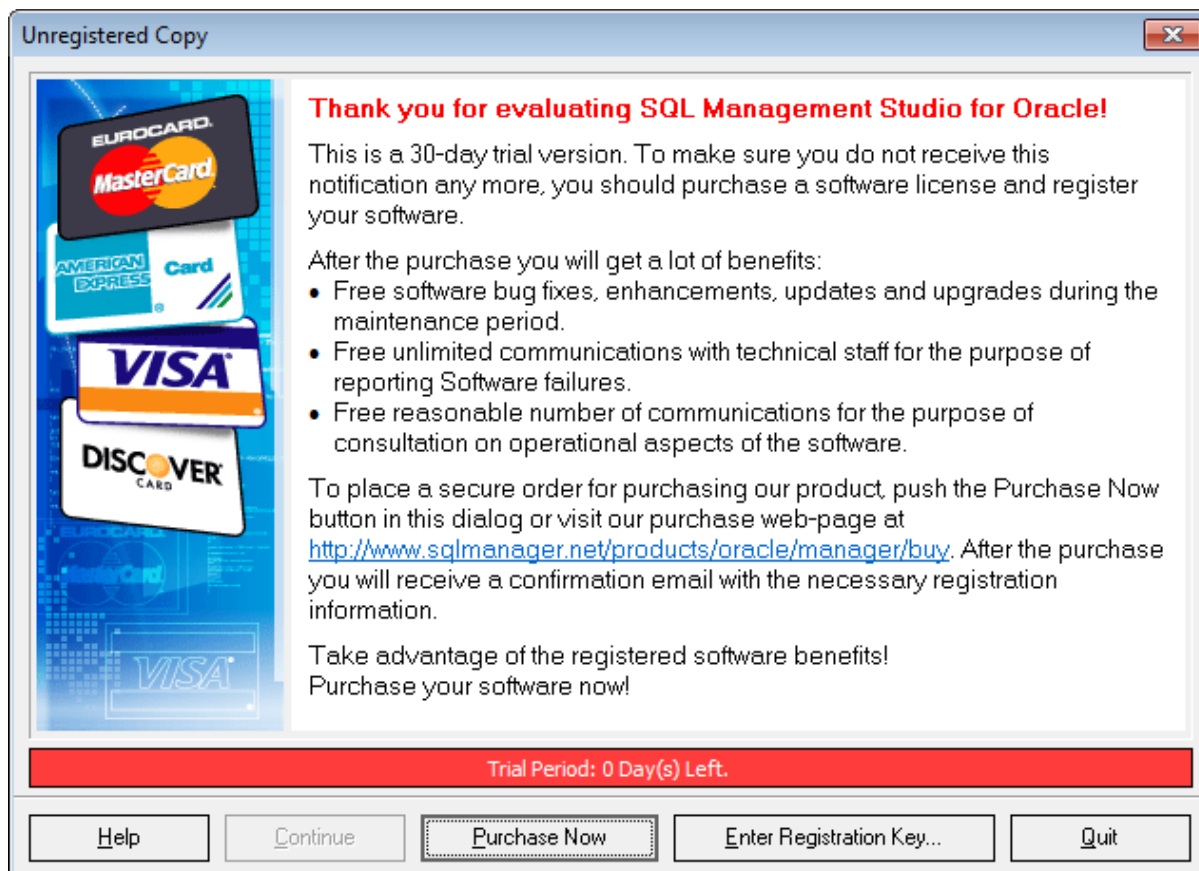 Unregistered Copy
EUROCARD.
MasterCard.
AMERICAN EXPRESS Card
VISA
DISCOVER
CARD
EUROCARD.
MasterCard.
VISA
Thank you for evaluating SQL Management Studio for Oracle!
This is a 30-day trial version. To make sure you do not receive this
notification any more, you should purchase a software license and register
your software.
After the purchase you will get a lot of benefits:
• Free software bug fixes, enhancements, updates and upgrades during the
maintenance period.
• Free unlimited communications with technical staff for the purpose of
reporting Software failures.
• Free reasonable number of communications for the purpose of
consultation on operational aspects of the software.
To place a secure order for purchasing our product, push the Purchase Now
button in this dialog or visit our purchase web-page at
http://www.sqlmanager.net/products/oracle/manager/buy. After the purchase
you will receive a confirmation email with the necessary registration
information.
Take advantage of the registered software benefits!
Purchase your software now!
Trial Period: 0 Day(s) Left.
Help
Continue
Purchase Now
Enter Registration Key...
Quit